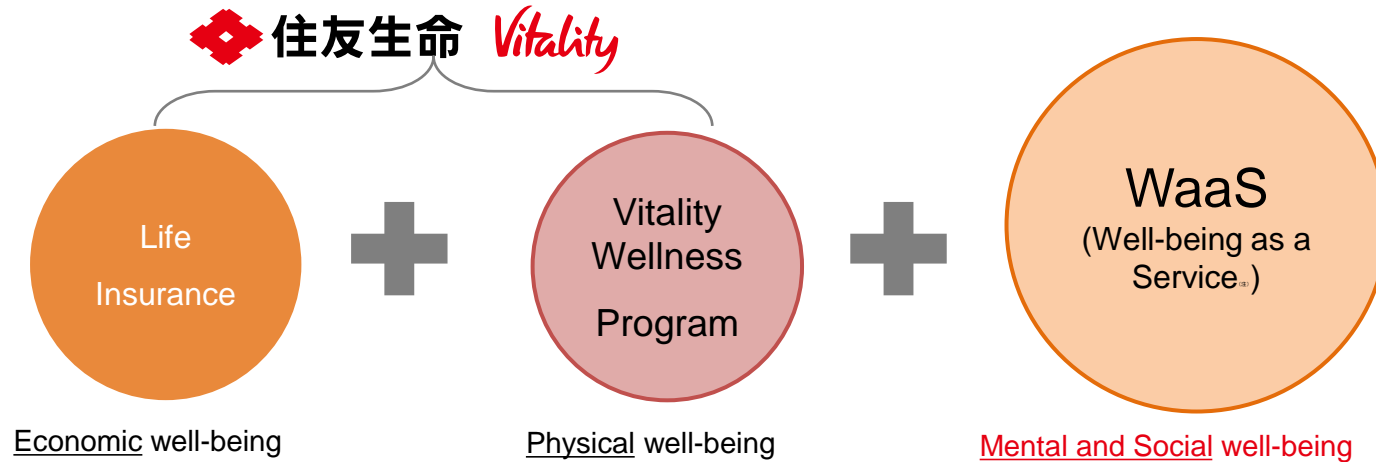 住友生命 Vitality
Life
Insurance
Vitality
Wellness
Program
WaaS
(Well-being as a
Service )
Economic well-being
Physical well-being
Mental and Social well-being